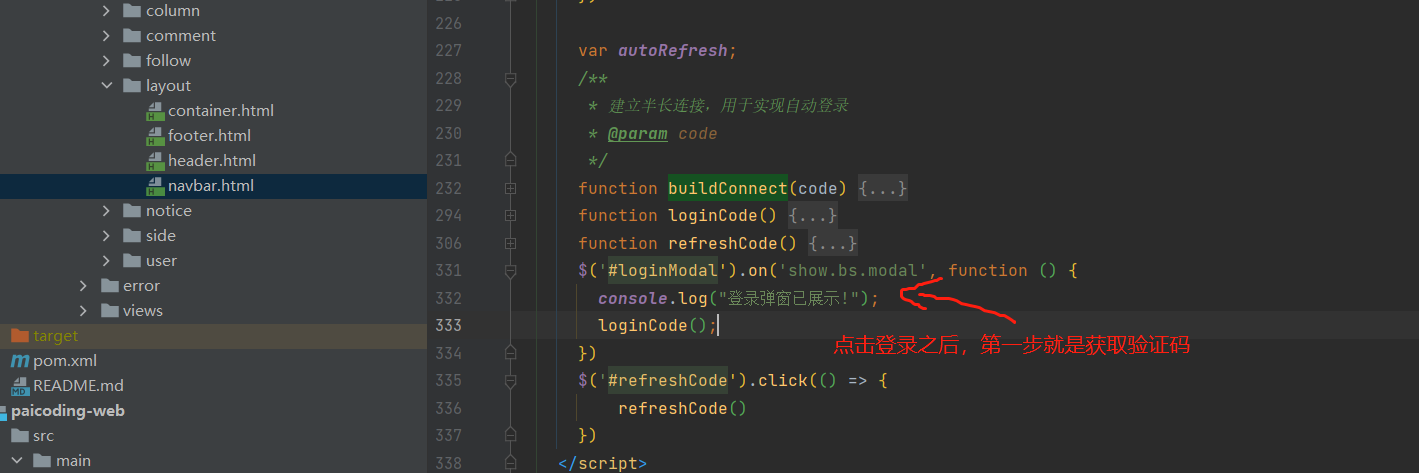 column
comment
follow
layout
container.html
footer.html
header.html
navbar.html
notice
side
user
error
views
target
pom.xml
README.md
paicoding-web
src
main
226
227 var autoRefresh;
228 /**
229 * 建立半长连接，用于实现自动登录
230 * @param code
231 */
232 function buildConnect(code) {...}
294 function loginCode() {...}
306 function refreshCode() {...}
331 $('#loginModal').on('show.bs.modal', function () {
332 console.log("登录弹窗已展示!");
333 loginCode();
点击登录之后，第一步就是获取验证码
334 })
335 $('#refreshCode').click(() => {
336 refreshCode()
337 })
338 </script>